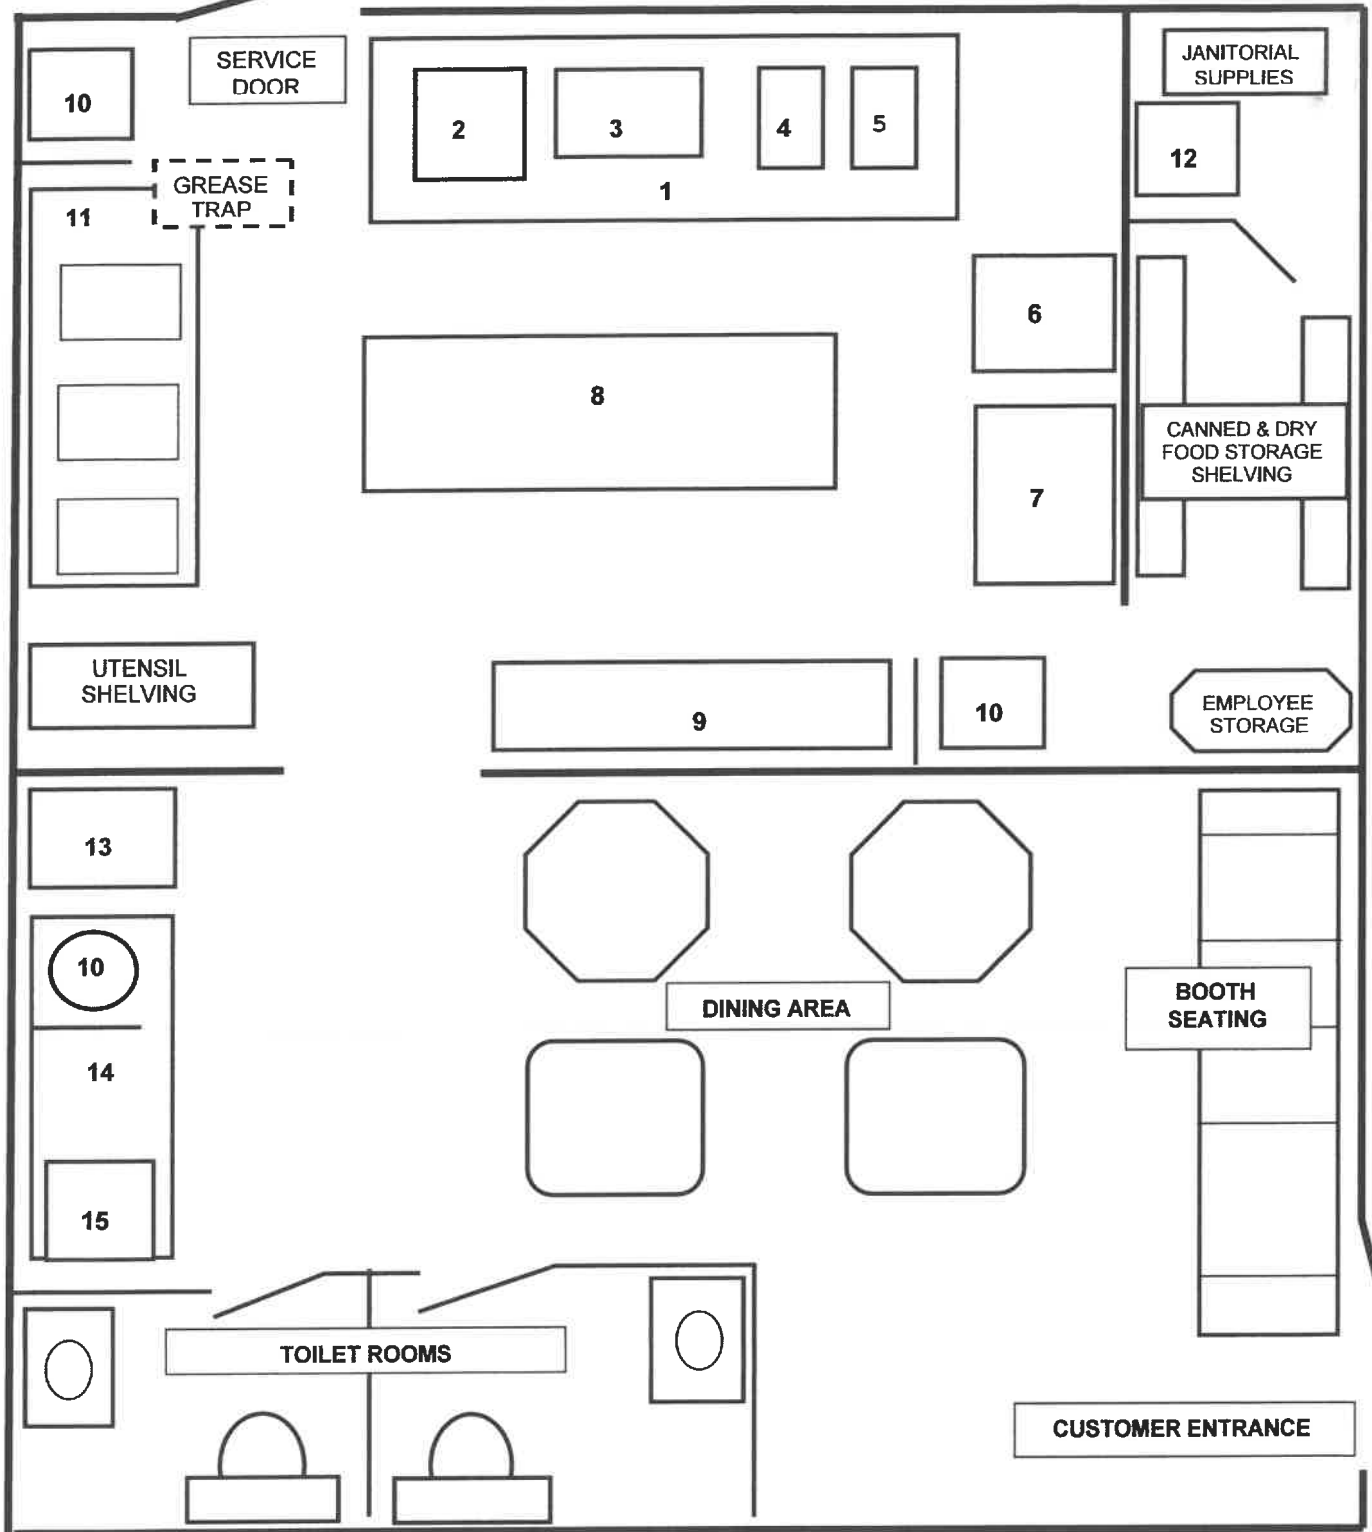 SERVICE
DOOR
JANITORIAL
SUPPLIES
10
2
3
4
5
12
GREASE
TRAP
1
11
6
8
CANNED & DRY
FOOD STORAGE
SHELVING
7
UTENSIL
SHELVING
9
10
EMPLOYEE
STORAGE
13
10
DINING AREA
BOOTH
SEATING
14
15
TOILET ROOMS
CUSTOMER ENTRANCE